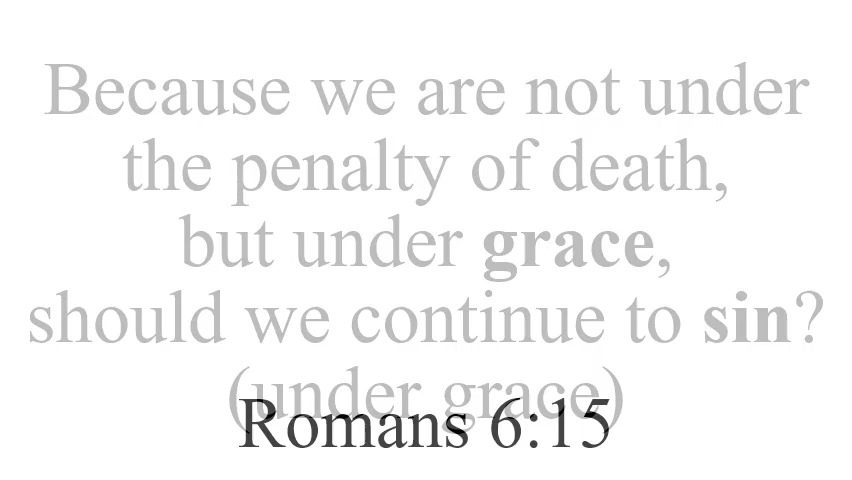 Because we are not under
the penalty of death,
but under grace,
should we continue to sin?
(under grace)
Romans 6:15